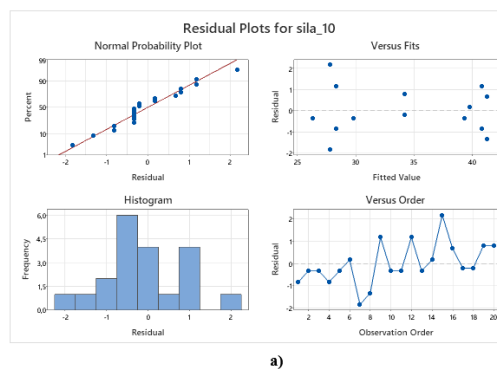 Residual Plots for sila_10
Normal Probability Plot
Versus Fits
99
90
50
10
1
Percent
-2 -1 0 1 2
Residual
2
1
0
-1
-2
Residual
25 30 35 40
Fitted Value
Histogram
Versus Order
6,0
4,5
3,0
1,5
0,0
Frequency
-2 -1 0 1 2
Residual
2
1
0
-1
-2
Residual
2 4 6 8 10 12 14 16 18 20
Observation Order
a)